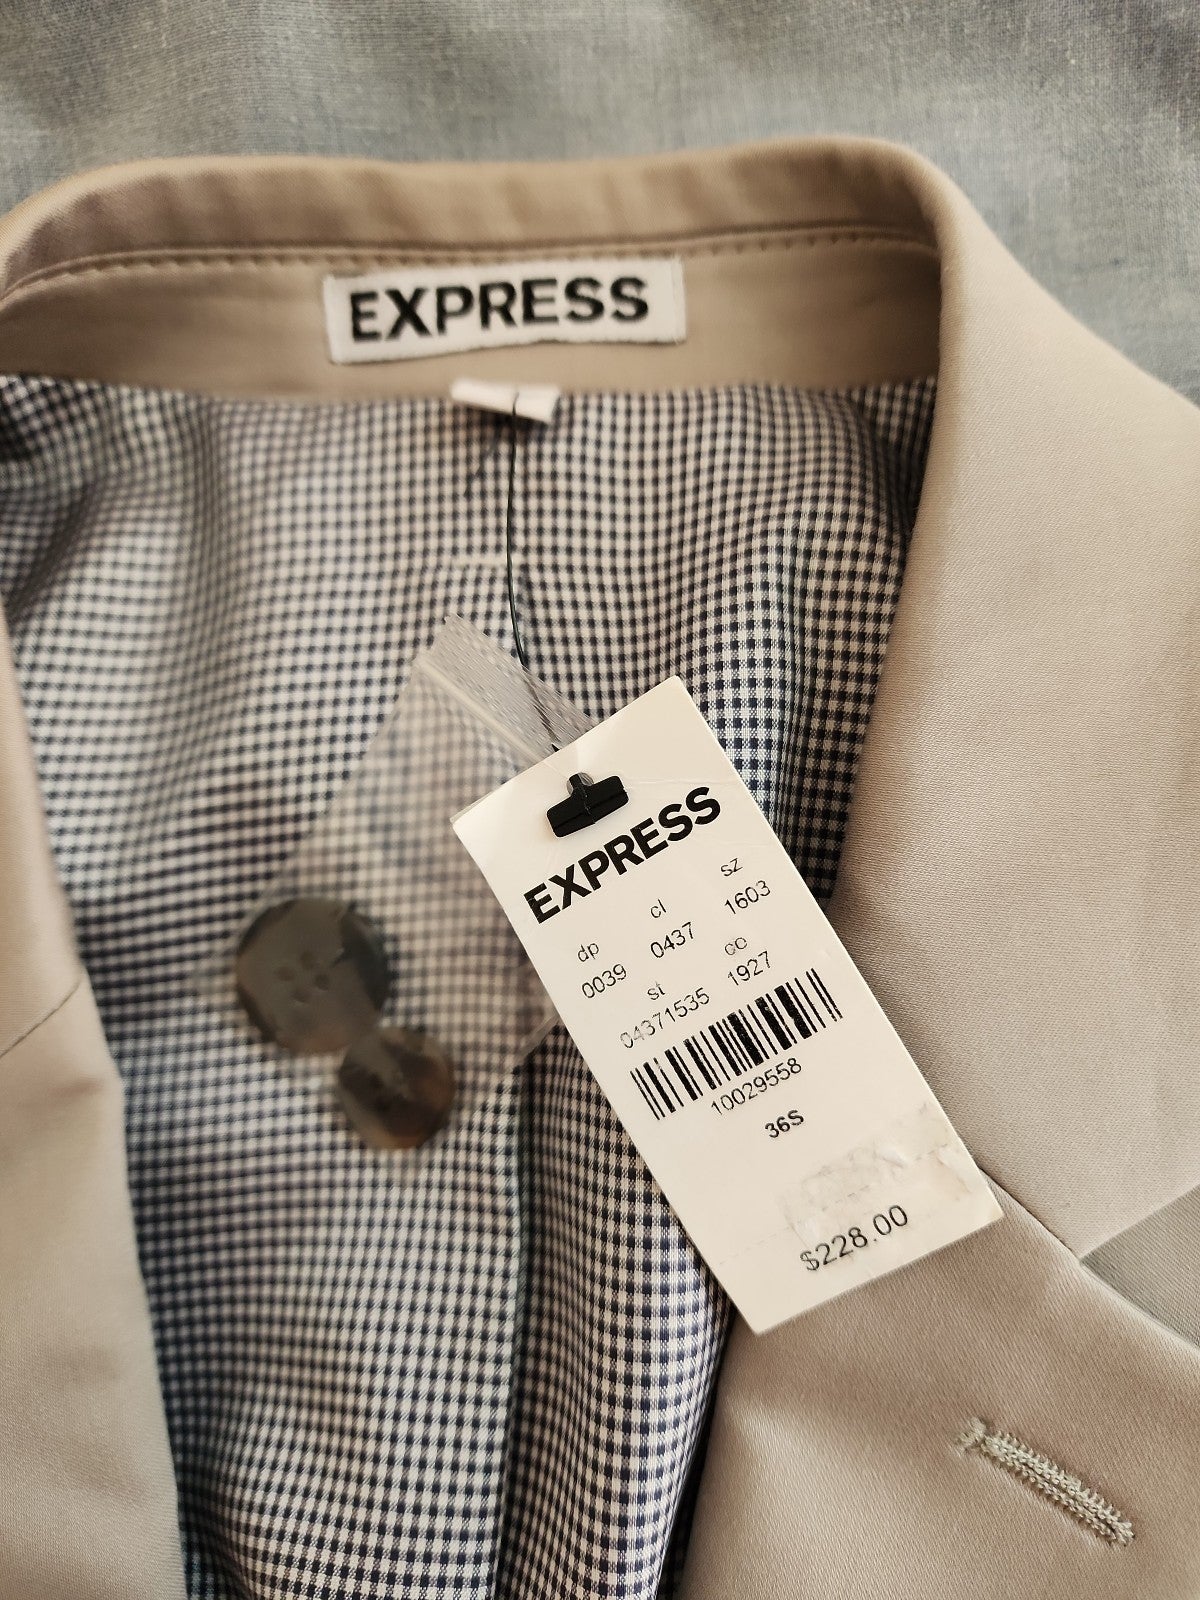 EXPRESS
EXPRESS
dp cl sz
0039 0437 1603
st cc
04371535 1927
10029558
36S
$228.00